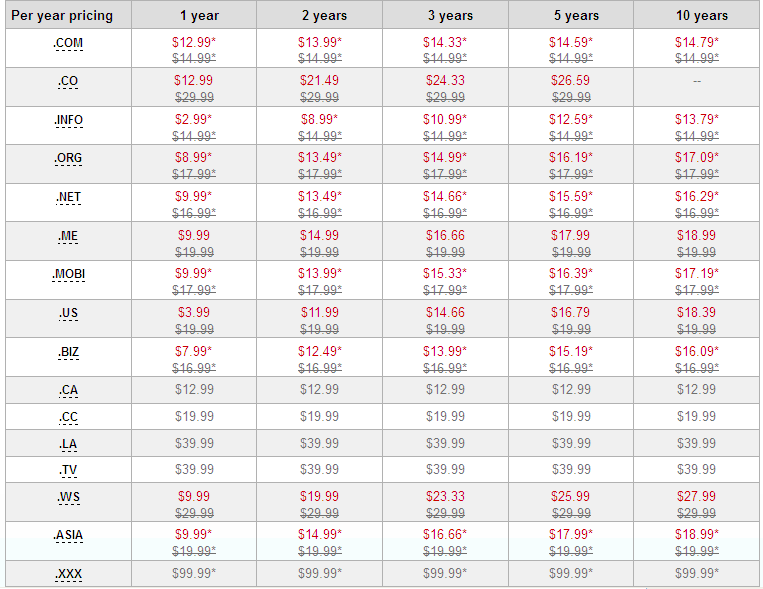 Per year pricing 1 year 2 years 3 years 5 years 10 years
.COM $12.99* $13.99* $14.33* $14.59* $14.79*
$14.99* $14.99* $14.99* $14.99* $14.99*
.CO $12.99 $21.49 $24.33 $26.59 --
$29.99 $29.99 $29.99 $29.99
.INFO $2.99* $8.99* $10.99* $12.59* $13.79*
$14.99* $14.99* $14.99* $14.99* $14.99*
.ORG $8.99* $13.49* $14.99* $16.19* $17.09*
$17.99* $17.99* $17.99* $17.99* $17.99*
.NET $9.99* $13.49* $14.66* $15.59* $16.29*
$16.99* $16.99* $16.99* $16.99* $16.99*
.ME $9.99 $14.99 $16.66 $17.99 $18.99
$19.99 $19.99 $19.99 $19.99 $19.99
.MOBI $9.99* $13.99* $15.33* $16.39* $17.19*
$17.99* $17.99* $17.99* $17.99* $17.99*
.US $3.99 $11.99 $14.66 $16.79 $18.39
$19.99 $19.99 $19.99 $19.99 $19.99
.BIZ $7.99* $12.49* $13.99* $15.19* $16.09*
$16.99* $16.99* $16.99* $16.99* $16.99*
.CA $12.99 $12.99 $12.99 $12.99 $12.99
.CC $19.99 $19.99 $19.99 $19.99 $19.99
.LA $39.99 $39.99 $39.99 $39.99 $39.99
.TV $39.99 $39.99 $39.99 $39.99 $39.99
.WS $9.99 $19.99 $23.33 $25.99 $27.99
$29.99 $29.99 $29.99 $29.99 $29.99
.ASIA $9.99* $14.99* $16.66* $17.99* $18.99*
$19.99* $19.99* $19.99* $19.99* $19.99*
.XXX $99.99* $99.99* $99.99* $99.99* $99.99*